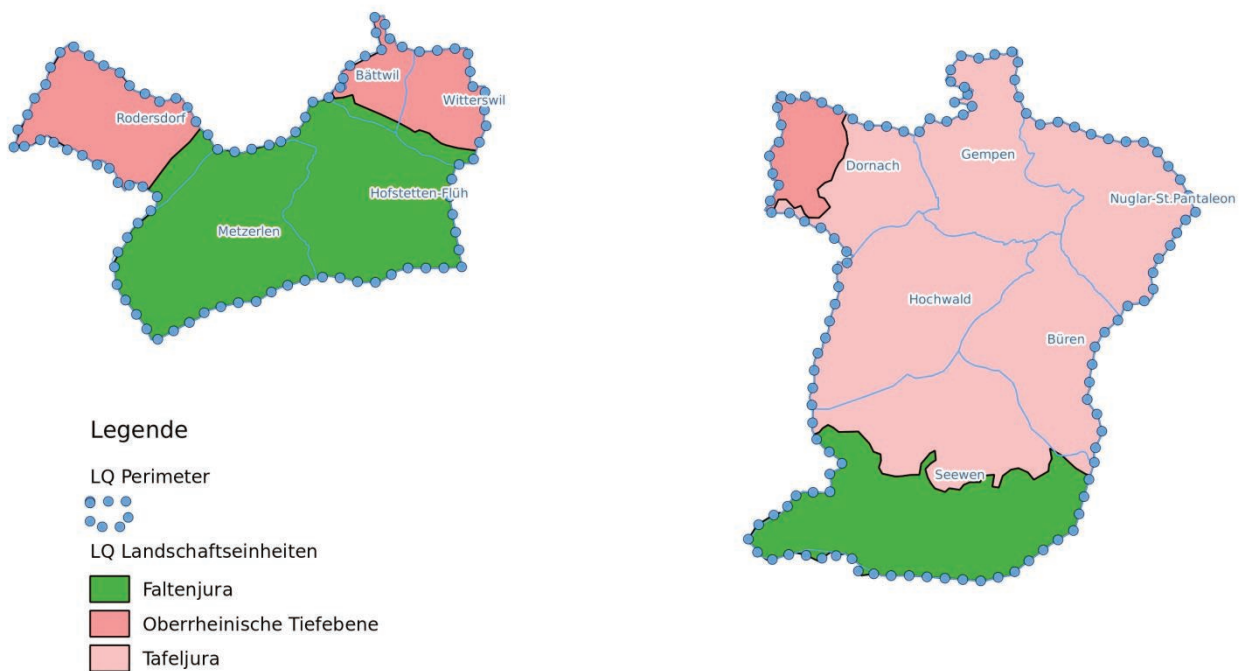 Bättwil
Witterswil
Rodersdorf
Hofstetten-Flüh
Metzerlen
Gempen
Dornach
Nuglar-St.Pantaleon
Hochwald
Büren
Seewen
Legende
LQ Perimeter
LQ Landschaftseinheiten
Faltenjura
Oberrheinische Tiefebene
Tafeljura